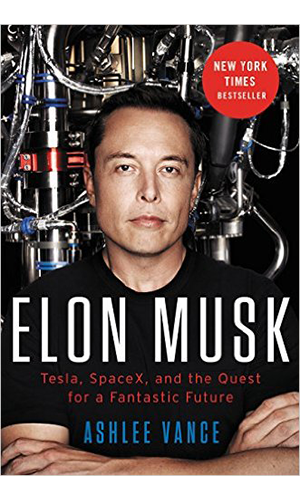 NEW YORK
TIMES
BESTSELLER
ELON MUSK
Tesla, SpaceX, and the Quest
for a Fantastic Future
ASHLEE VANCE